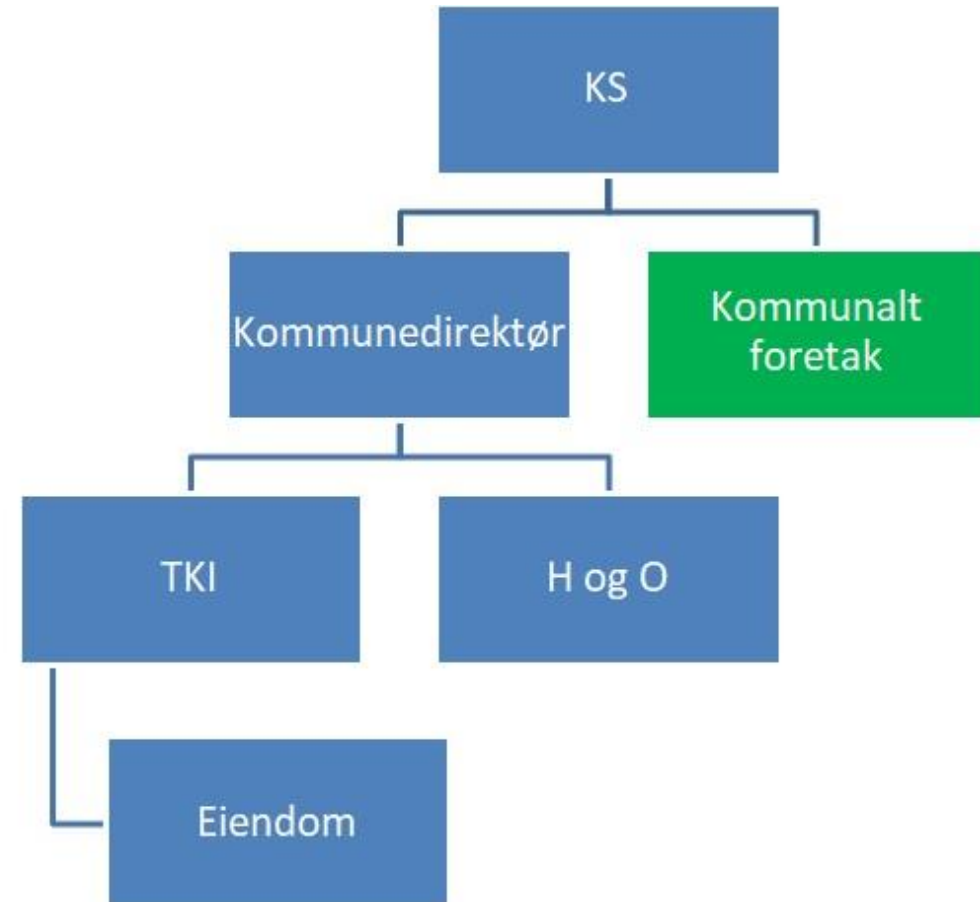 KS
Kommunedirektør
Kommunalt
foretak
TKI
H og O
Eiendom